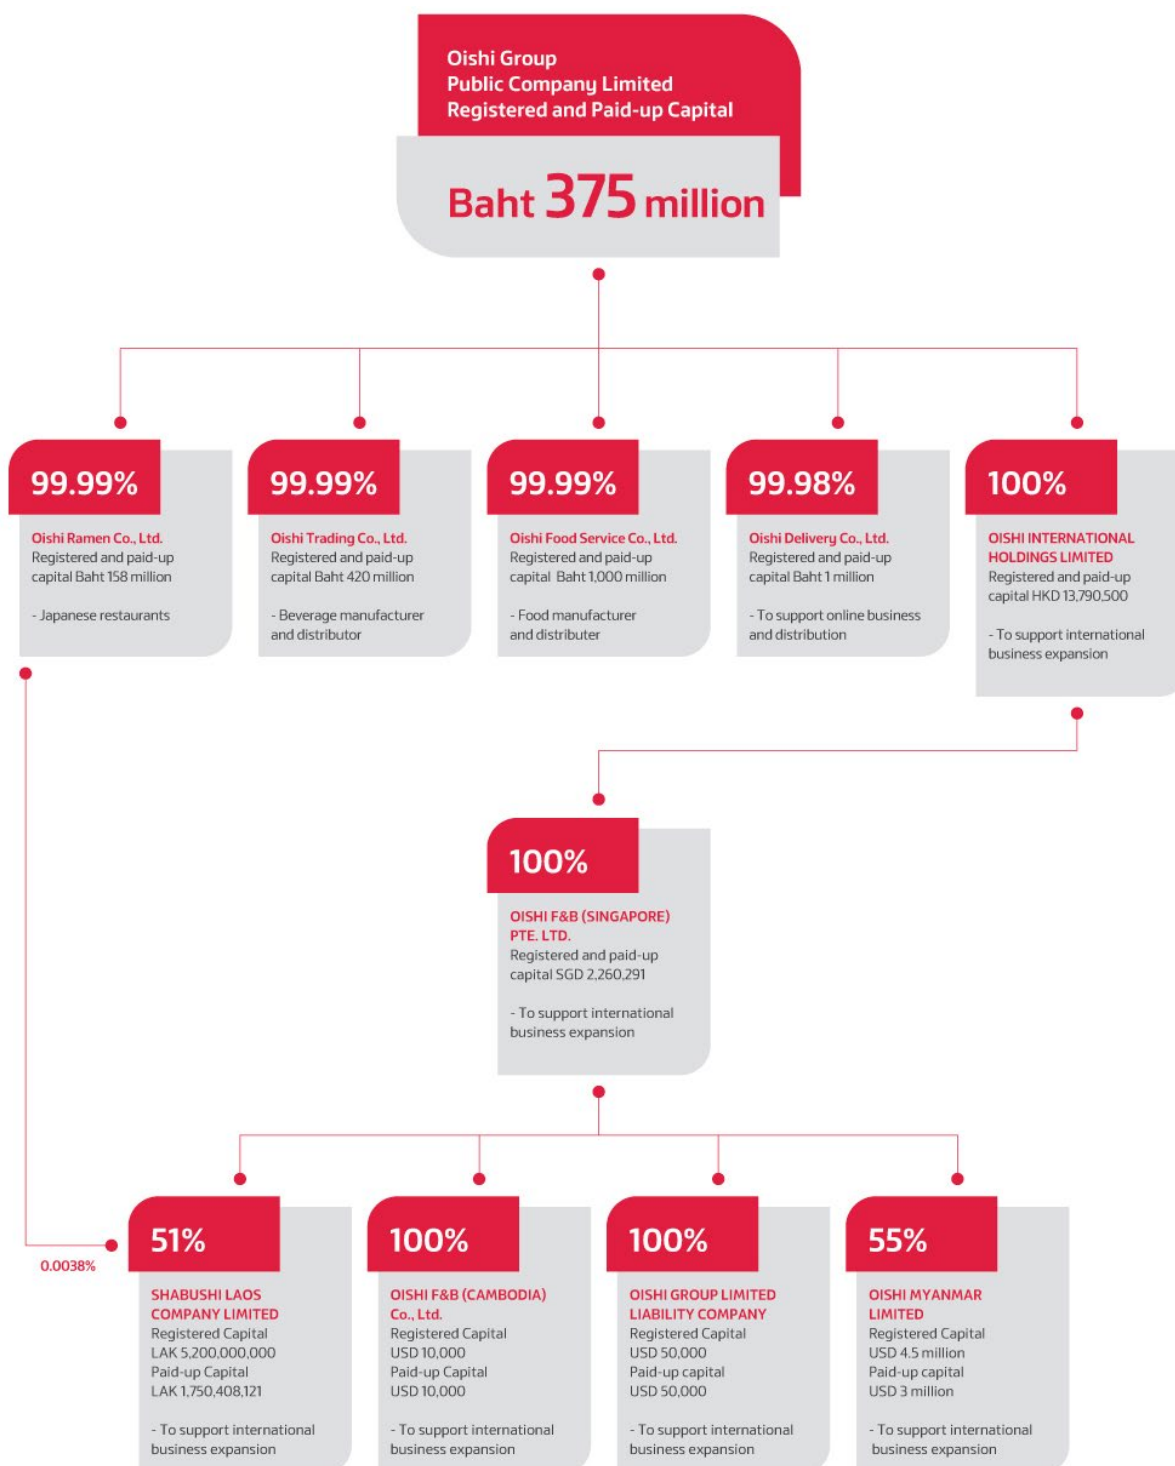 Oishi Group
Public Company Limited
Registered and Paid-up Capital
Baht 375 million
99.99%
Oishi Ramen Co., Ltd.
Registered and paid-up
capital Baht 158 million
- Japanese restaurants
99.99%
Oishi Trading Co., Ltd.
Registered and paid-up
capital Baht 420 million
- Beverage manufacturer
and distributor
99.99%
Oishi Food Service Co., Ltd.
Registered and paid-up
capital Baht 1,000 million
- Food manufacturer
and distributer
99.98%
Oishi Delivery Co., Ltd.
Registered and paid-up
capital Baht 1 million
- To support online business
and distribution
100%
OISHI INTERNATIONAL
HOLDINGS LIMITED
Registered and paid-up
capital HKD 13,790,500
- To support international
business expansion
100%
OISHI F&B (SINGAPORE)
PTE. LTD.
Registered and paid-up
capital SGD 2,260,291
- To support international
business expansion
0.0038%
51%
SHABUSHI LAOS
COMPANY LIMITED
Registered Capital
LAK 5,200,000,000
Paid-up Capital
LAK 1,750,408,121
- To support international
business expansion
100%
OISHI F&B (CAMBODIA)
Co., Ltd.
Registered Capital
USD 10,000
Paid-up Capital
USD 10,000
- To support international
business expansion
100%
OISHI GROUP LIMITED
LIABILITY COMPANY
Registered Capital
USD 50,000
Paid-up capital
USD 50,000
- To support international
business expansion
55%
OISHI MYANMAR
LIMITED
Registered Capital
USD 4.5 million
Paid-up capital
USD 3 million
- To support international
business expansion